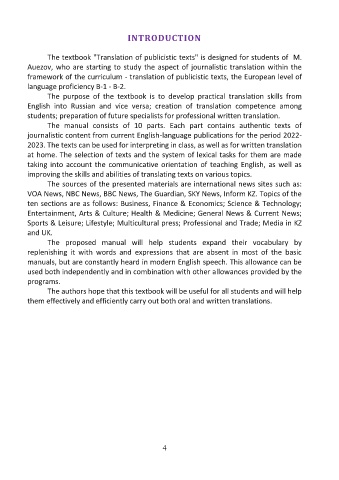 INTRODUCTION
The textbook "Translation of publicistic texts" is designed for students of M.
Auezov, who are starting to study the aspect of journalistic translation within the
framework of the curriculum - translation of publicistic texts, the European level of
language proficiency B-1 - B-2.
The purpose of the textbook is to develop practical translation skills from
English into Russian and vice versa; creation of translation competence among
students; preparation of future specialists for professional written translation.
The manual consists of 10 parts. Each part contains authentic texts of
journalistic content from current English-language publications for the period 2022-
2023. The texts can be used for interpreting in class, as well as for written translation
at home. The selection of texts and the system of lexical tasks for them are made
taking into account the communicative orientation of teaching English, as well as
improving the skills and abilities of translating texts on various topics.
The sources of the presented materials are international news sites such as:
VOA News, NBC News, BBC News, The Guardian, SKY News, Inform KZ. Topics of the
ten sections are as follows: Business, Finance & Economics; Science & Technology;
Entertainment, Arts & Culture; Health & Medicine; General News & Current News;
Sports & Leisure; Lifestyle; Multicultural press; Professional and Trade; Media in KZ
and UK.
The proposed manual will help students expand their vocabulary by
replenishing it with words and expressions that are absent in most of the basic
manuals, but are constantly heard in modern English speech. This allowance can be
used both independently and in combination with other allowances provided by the
programs.
The authors hope that this textbook will be useful for all students and will help
them effectively and efficiently carry out both oral and written translations.
4